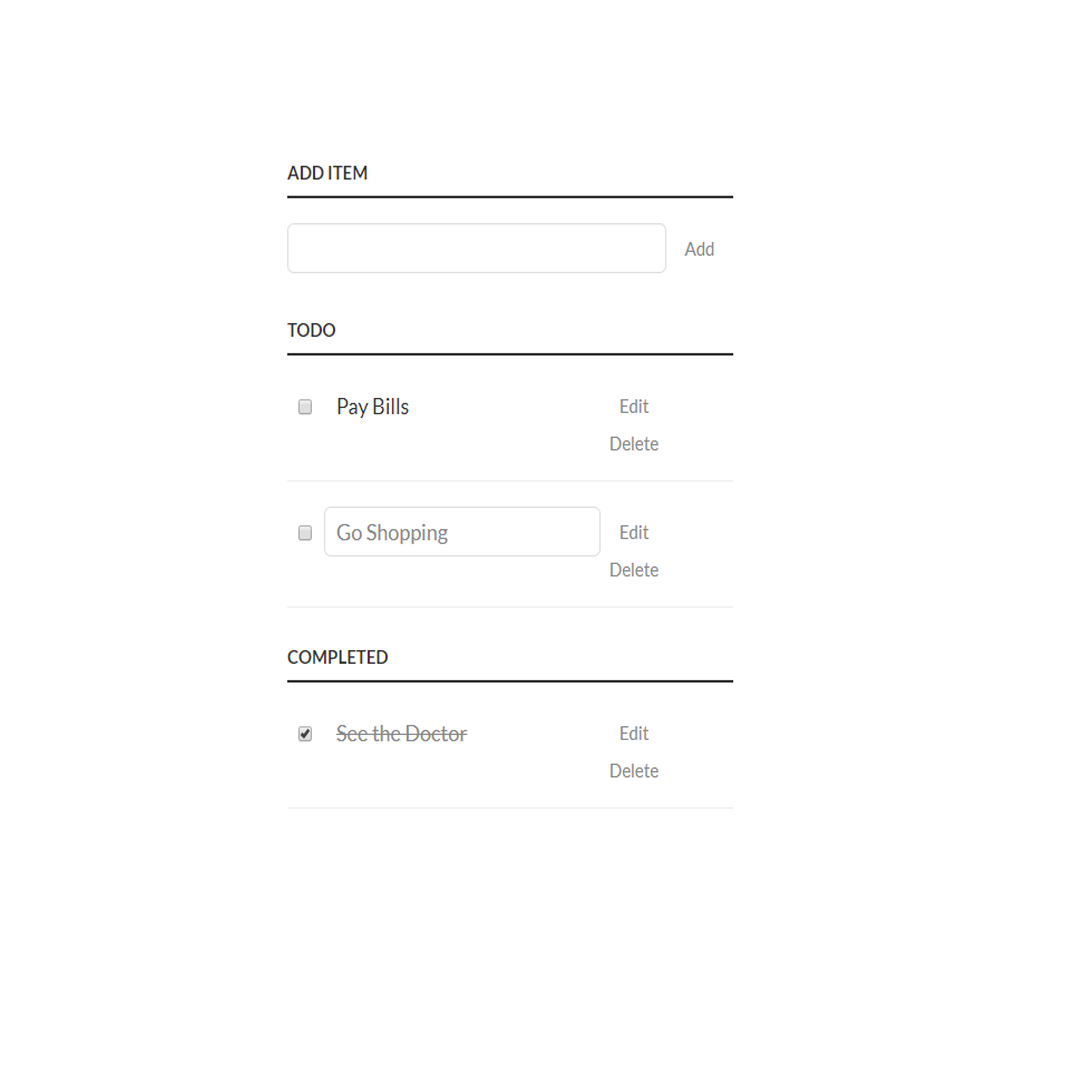 ADD ITEM
Add
TODO
Pay Bills Edit
Delete
Go Shopping Edit
Delete
COMPLETED
See the Doctor Edit
Delete